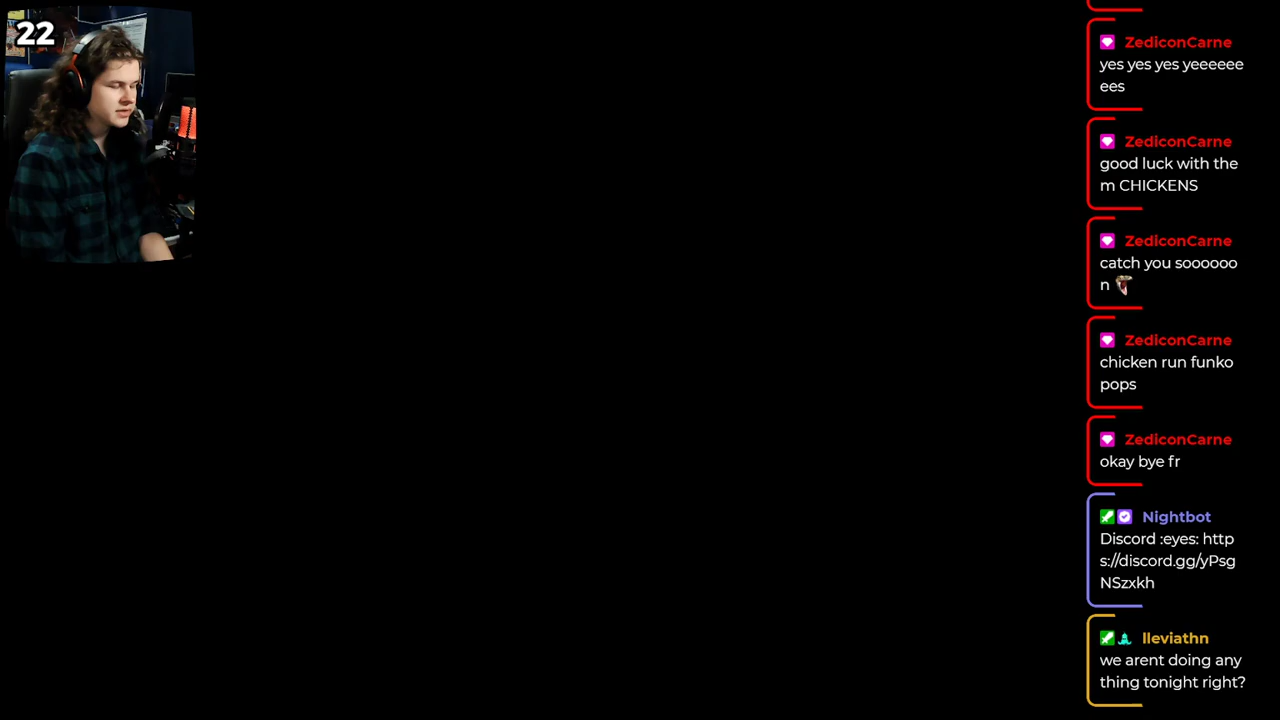 22
ZediconCarne
yes yes yes yeeeeee
ees
ZediconCarne
good luck with the
m CHICKENS
ZediconCarne
catch you soooooo
n
ZediconCarne
chicken run funko
pops
ZediconCarne
okay bye fr
Nightbot
Discord :eyes: http
s://discord.gg/yPsg
NSzxkh
lleviathn
we arent doing any
thing tonight right?